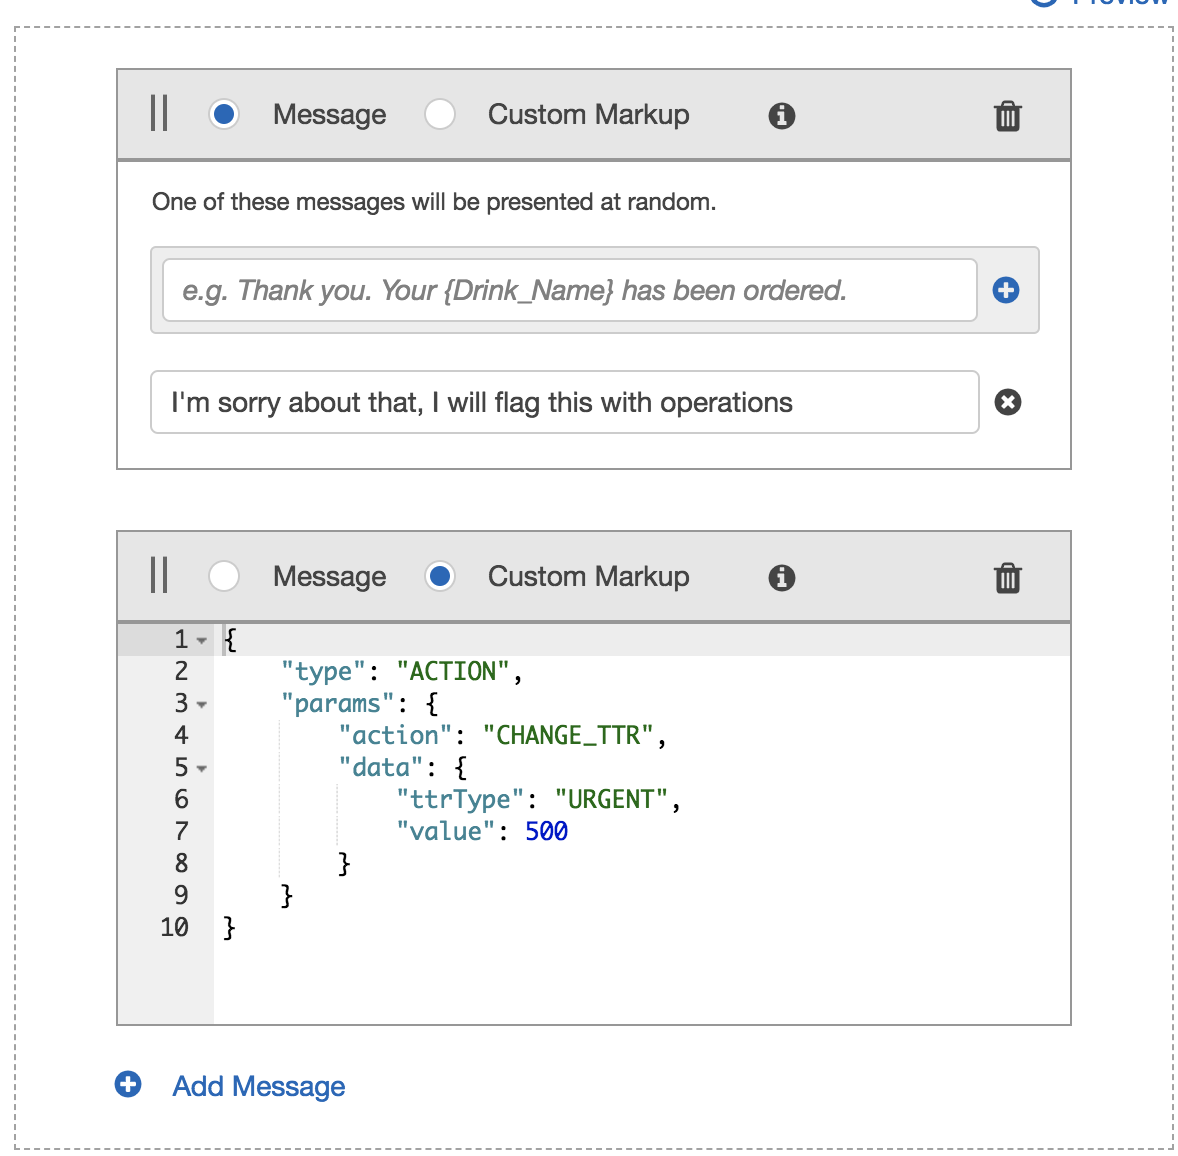 Preview
Message Custom Markup
One of these messages will be presented at random.
e.g. Thank you. Your {Drink_Name} has been ordered.
I'm sorry about that, I will flag this with operations
Message Custom Markup
1 {
2 "type": "ACTION",
3 "params": {
4 "action": "CHANGE_TTR",
5 "data": {
6 "ttrType": "URGENT",
7 "value": 500
8 }
9 }
10 }
Add Message